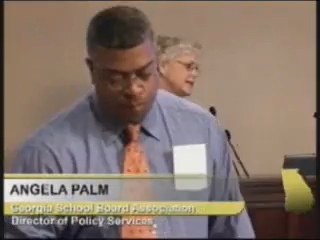 ANGELA PALM
Georgia School Board Association
Director of Policy Services